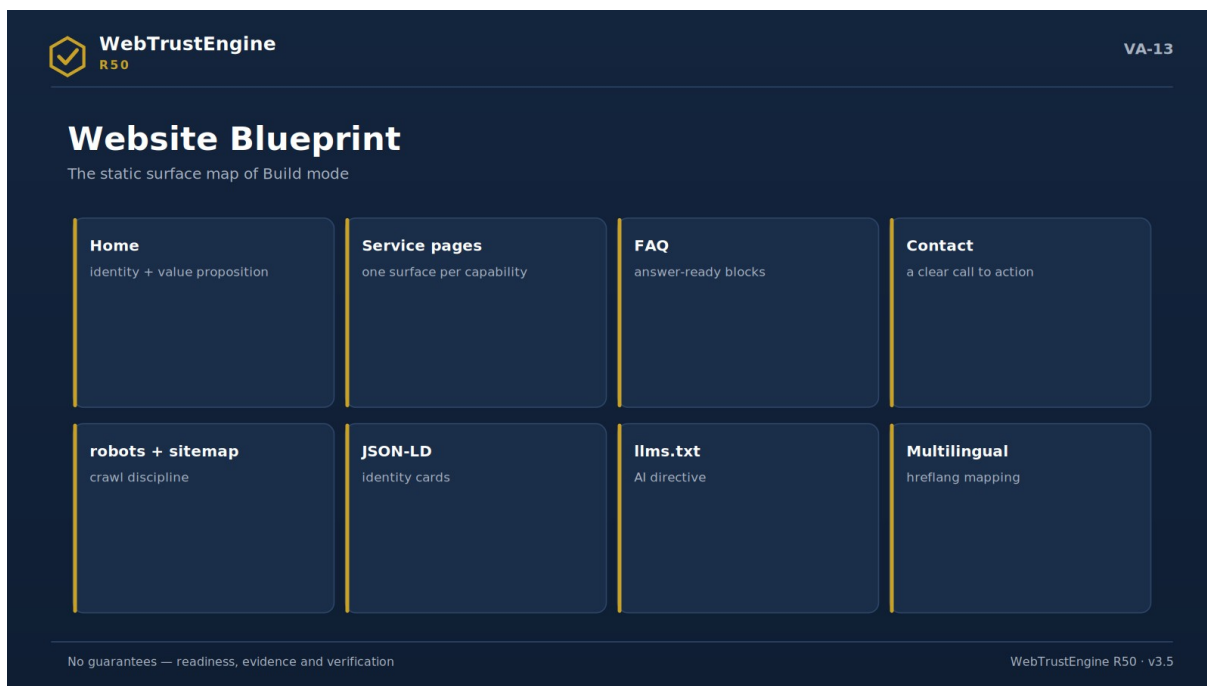 WebTrustEngine
R50
VA-13
Website Blueprint
The static surface map of Build mode
Home
identity + value proposition
Service pages
one surface per capability
FAQ
answer-ready blocks
Contact
a clear call to action
robots + sitemap
crawl discipline
JSON-LD
identity cards
llms.txt
AI directive
Multilingual
hreflang mapping
No guarantees — readiness, evidence and verification
WebTrustEngine R50 · v3.5